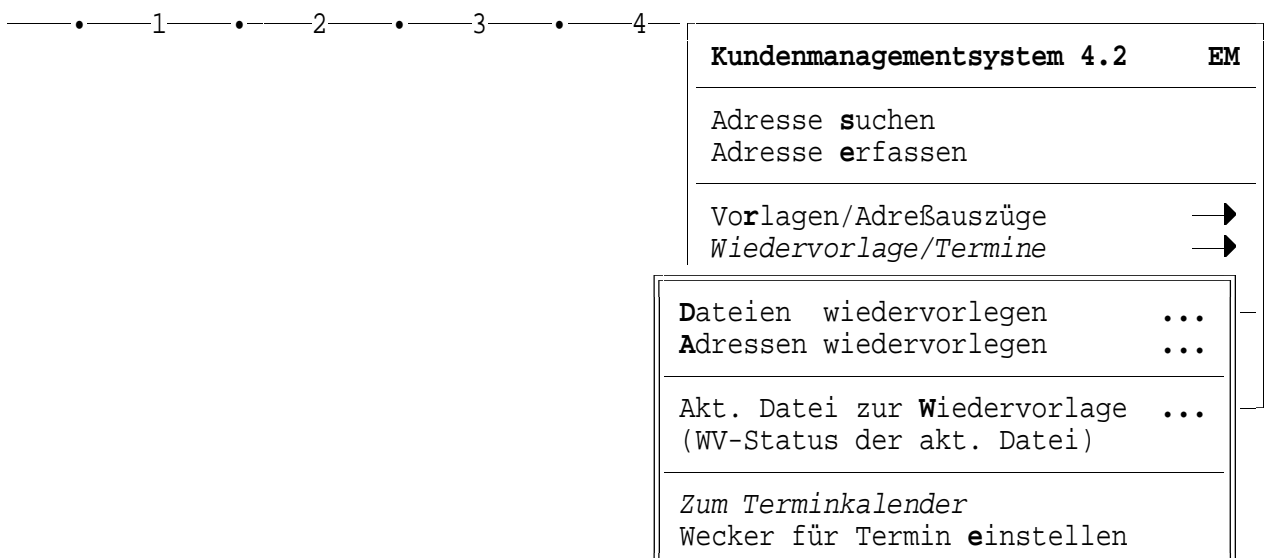 1 2 3 4
Kundenmanagementsystem 4.2 EM
Adresse suchen
Adresse erfassen
Vorlagen/Adreßauszüge
Wiedervorlage/Termine
Dateien wiedervorlegen ...
Adressen wiedervorlegen ...
Akt. Datei zur Wiedervorlage ...
(WV-Status der akt. Datei)
Zum Terminkalender
Wecker für Termin einstellen